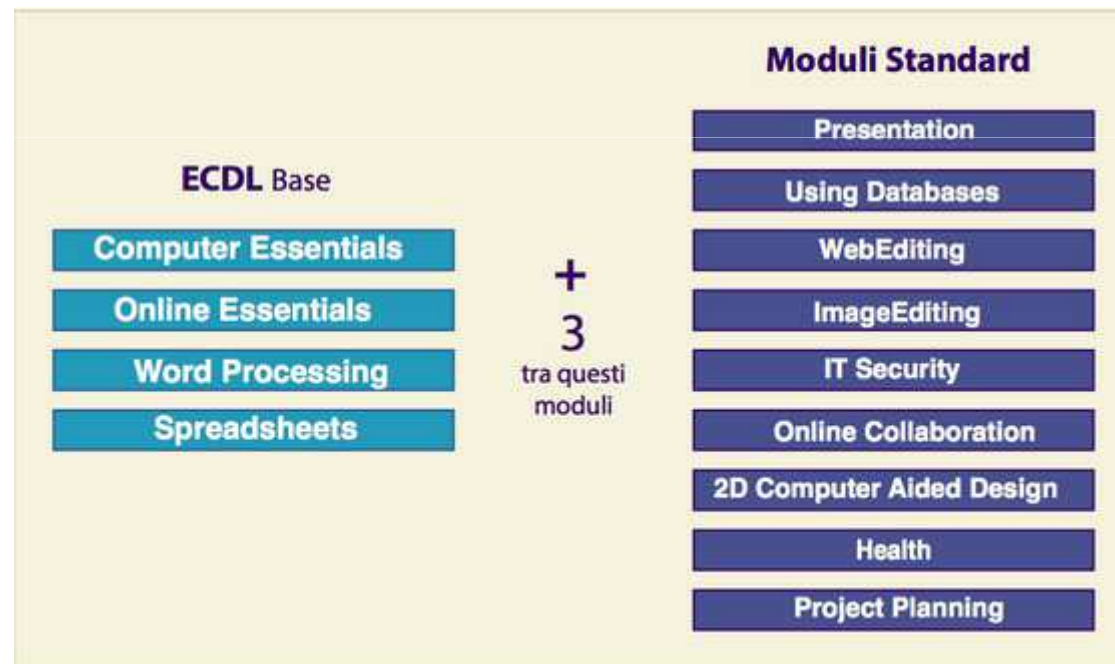 ECDL Base
Computer Essentials
Online Essentials
Word Processing
Spreadsheets
+
3
tra questi
moduli
Moduli Standard
Presentation
Using Databases
WebEditing
ImageEditing
IT Security
Online Collaboration
2D Computer Aided Design
Health
Project Planning